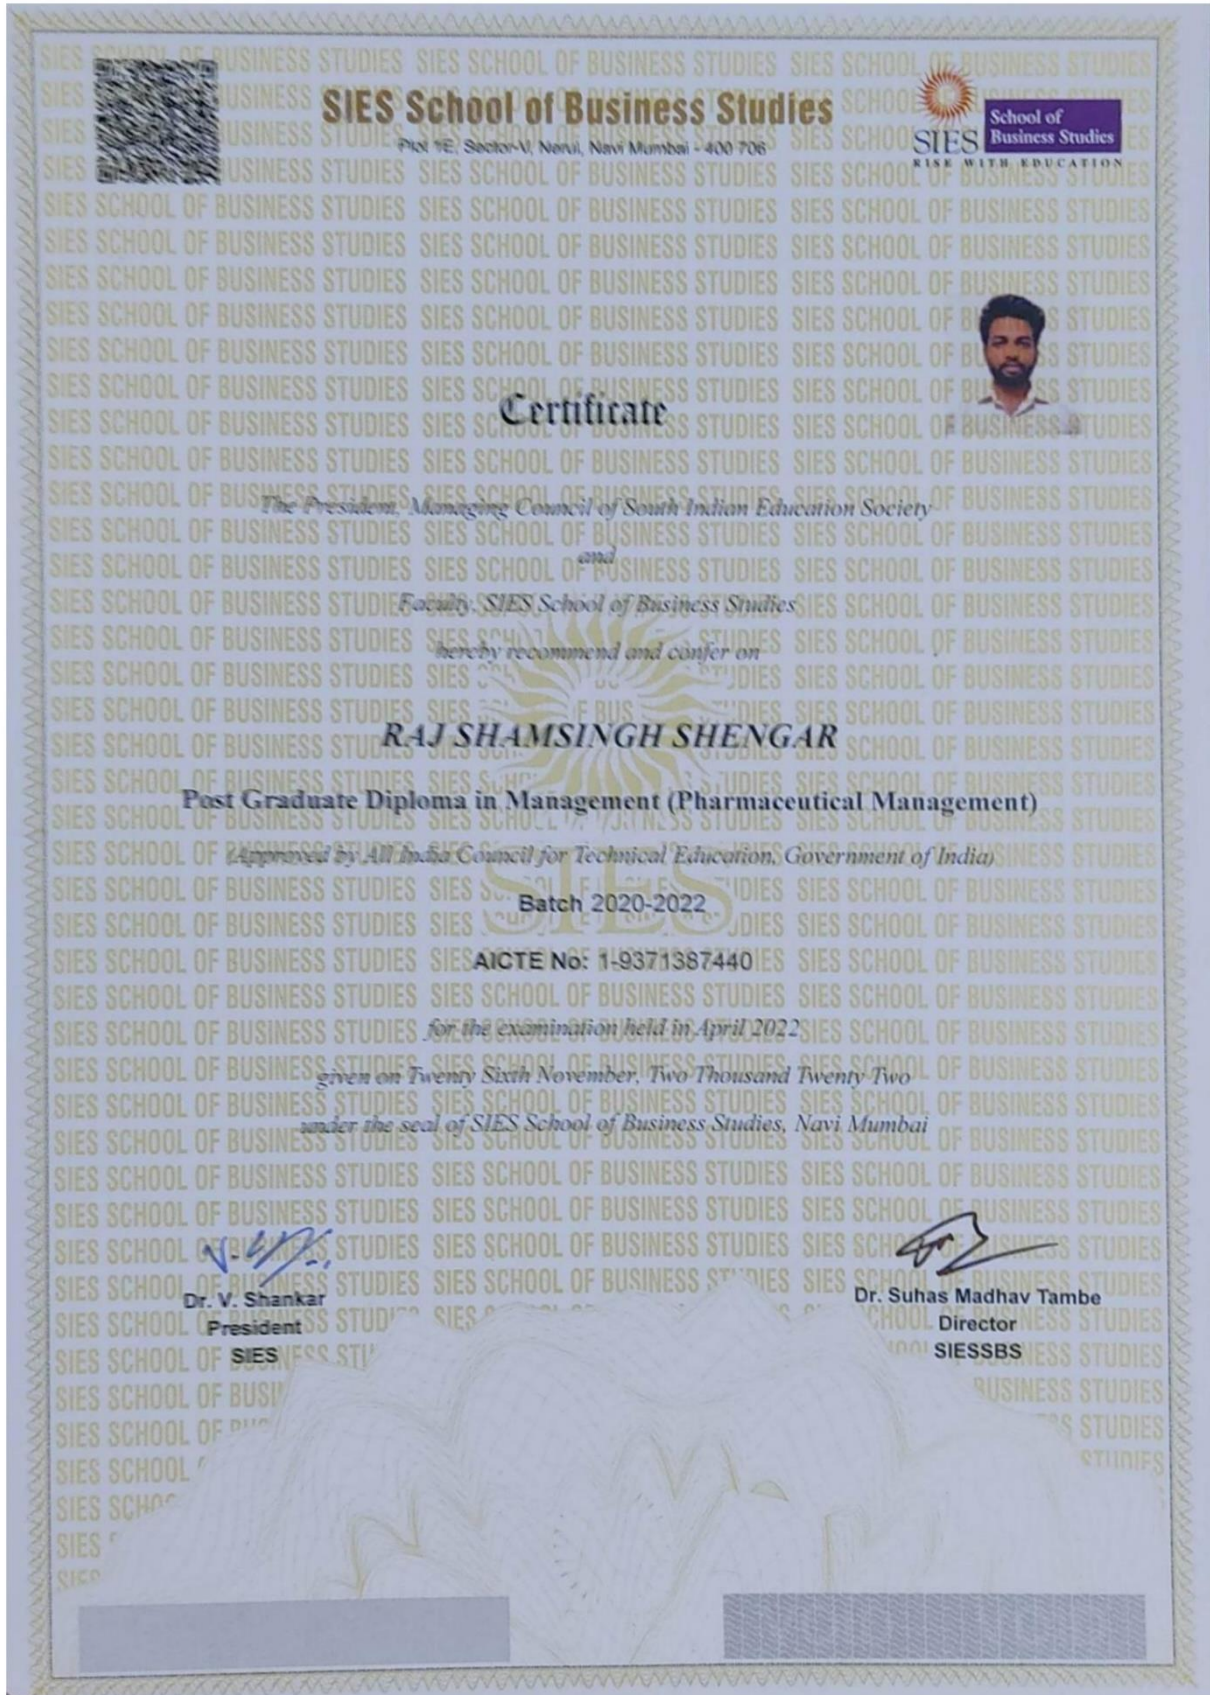 SIES School of Business Studies
Plot 1E, Sector-V, Nerul, Navi Mumbai - 400 706
SIES
School of
Business Studies
RISE WITH EDUCATION
Certificate
The President, Managing Council of South Indian Education Society
and
Faculty, SIES School of Business Studies
hereby recommend and confer on
RAJ SHAMSINGH SHENGAR
Post Graduate Diploma in Management (Pharmaceutical Management)
(Approved by All India Council for Technical Education, Government of India)
SIES
Batch 2020-2022
AICTE No: 1-9371387440
for the examination held in April 2022
given on Twenty Sixth November, Two Thousand Twenty Two
under the seal of SIES School of Business Studies, Navi Mumbai
Dr. V. Shankar
President
SIES
Dr. Suhas Madhav Tambe
Director
SIESSBS